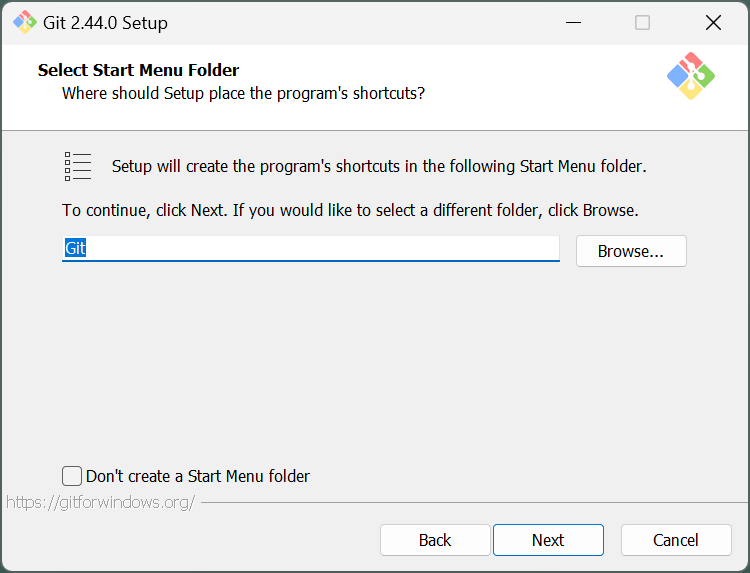 Git 2.44.0 Setup
Select Start Menu Folder
Where should Setup place the program's shortcuts?
Setup will create the program's shortcuts in the following Start Menu folder.
To continue, click Next. If you would like to select a different folder, click Browse.
Git
Browse...
Don't create a Start Menu folder
https://gitforwindows.org/
Back
Next
Cancel